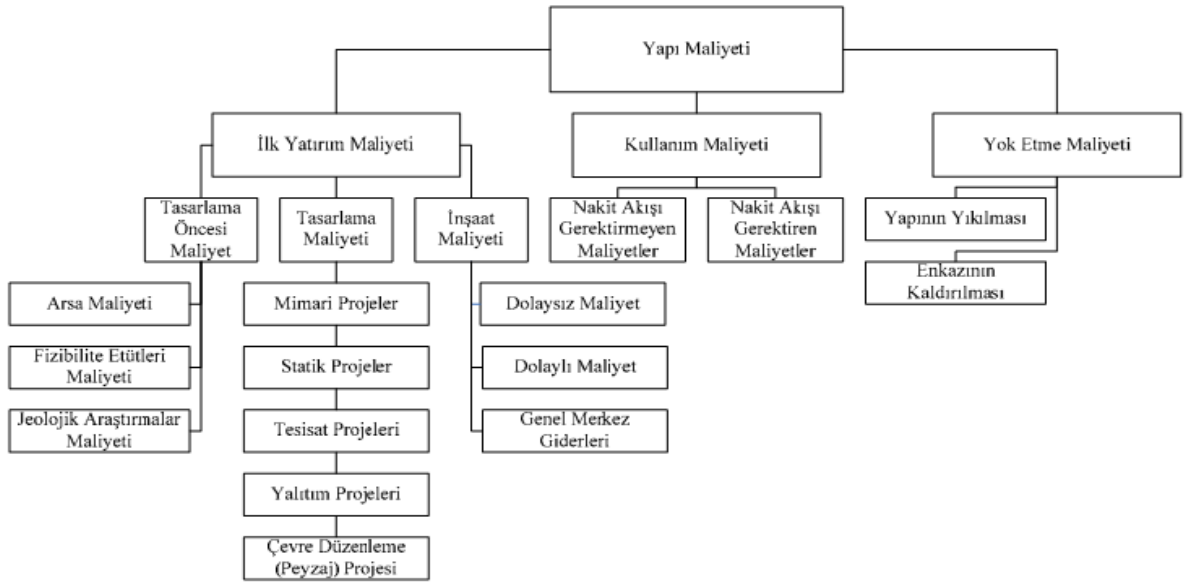 Yapı Maliyeti
İlk Yatırım Maliyeti
Kullanım Maliyeti
Yok Etme Maliyeti
Tasarlama
Öncesi
Maliyet
Tasarlama
Maliyeti
İnşaat
Maliyeti
Nakit Akışı
Gerektirmeyen
Maliyetler
Nakit Akışı
Gerektiren
Maliyetler
Yapının Yıkılması
Enkazının
Kaldırılması
Arsa Maliyeti
Fizibilite Etütleri
Maliyeti
Jeolojik Araştırmalar
Maliyeti
Mimari Projeler
Statik Projeler
Tesisat Projeleri
Yalıtım Projeleri
Çevre Düzenleme
(Peyzaj) Projesi
Dolaysız Maliyet
Dolaylı Maliyet
Genel Merkez
Giderleri